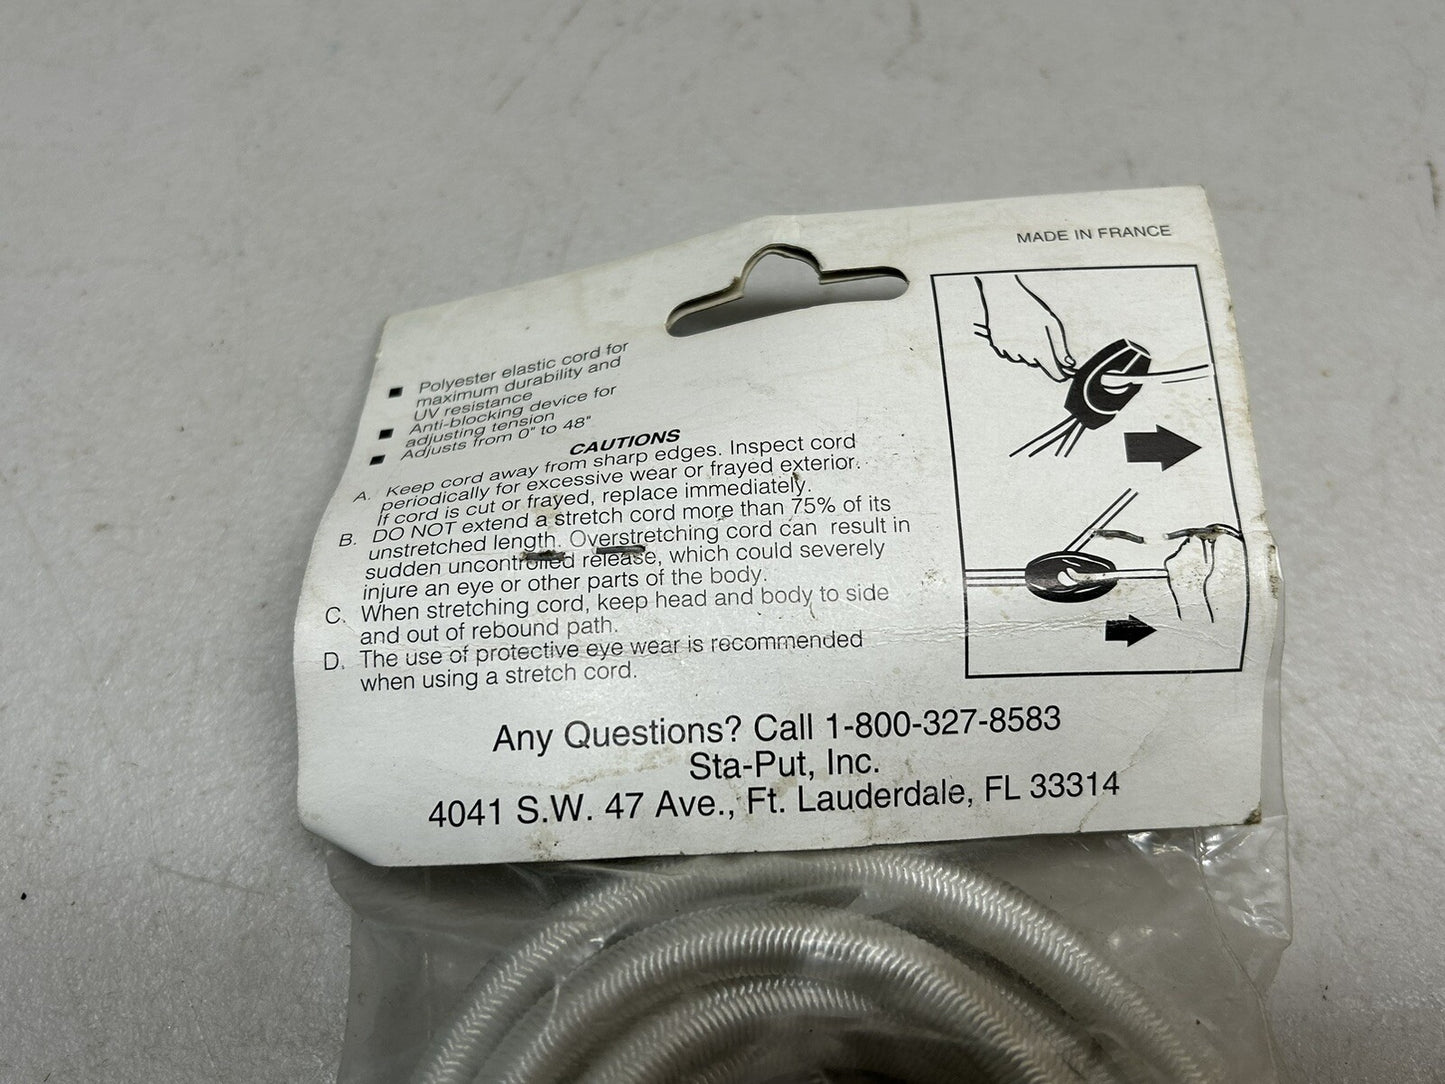 MADE IN FRANCE
■ Polyester elastic cord for
maximum durability and
UV resistance
■ Anti-blocking device for
adjusting tension
■ Adjusts from 0" to 48"
CAUTIONS
A. Keep cord away from sharp edges. Inspect cord
periodically for excessive wear or frayed exterior.
If cord is cut or frayed, replace immediately.
B. DO NOT extend a stretch cord more than 75% of its
unstretched length. Overstretching cord can result in
sudden uncontrolled release, which could severely
injure an eye or other parts of the body.
C. When stretching cord, keep head and body to side
and out of rebound path.
D. The use of protective eye wear is recommended
when using a stretch cord.
Any Questions? Call 1-800-327-8583
Sta-Put, Inc.
4041 S.W. 47 Ave., Ft. Lauderdale, FL 33314